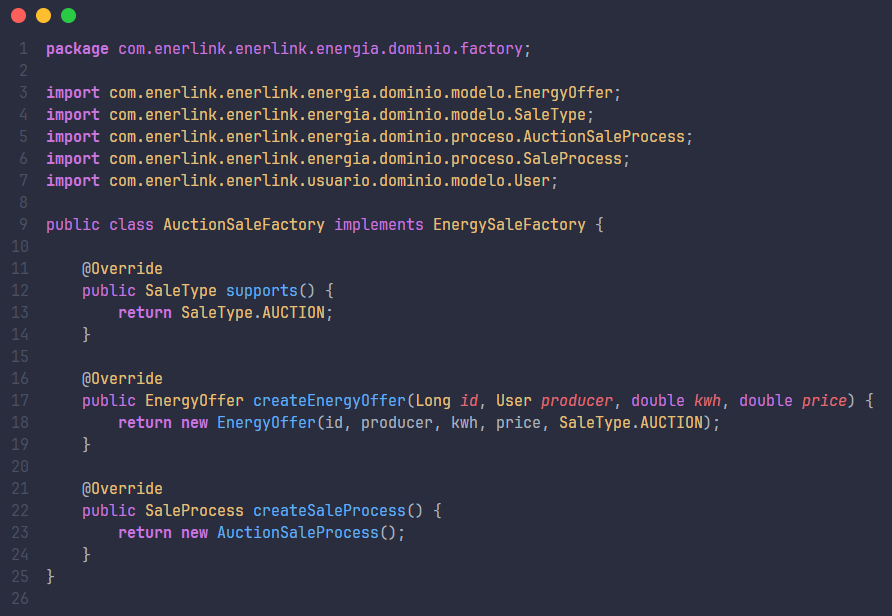 1 package com.enerlink.enerlink.energia.dominio.factory;
2
3 import com.enerlink.enerlink.energia.dominio.modelo.EnergyOffer;
4 import com.enerlink.enerlink.energia.dominio.modelo.SaleType;
5 import com.enerlink.enerlink.energia.dominio.proceso.AuctionSaleProcess;
6 import com.enerlink.enerlink.energia.dominio.proceso.SaleProcess;
7 import com.enerlink.enerlink.usuario.dominio.modelo.User;
8
9 public class AuctionSaleFactory implements EnergySaleFactory {
10
11     @Override
12     public SaleType supports() {
13         return SaleType.AUCTION;
14     }
15
16     @Override
17     public EnergyOffer createEnergyOffer(Long id, User producer, double kwh, double price) {
18         return new EnergyOffer(id, producer, kwh, price, SaleType.AUCTION);
19     }
20
21     @Override
22     public SaleProcess createSaleProcess() {
23         return new AuctionSaleProcess();
24     }
25 }
26